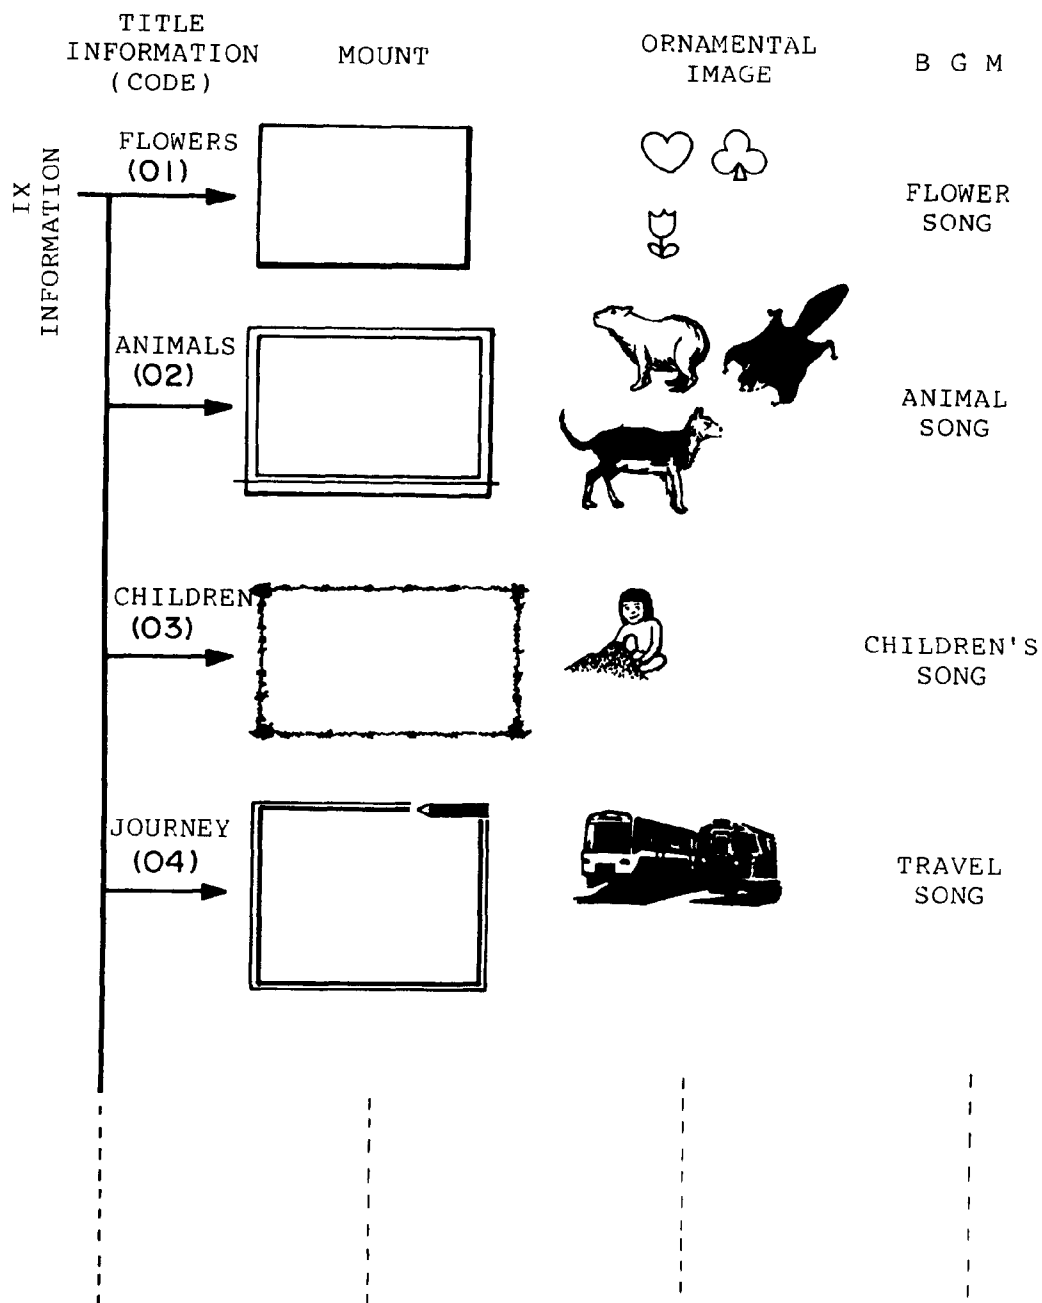 TITLE
INFORMATION
(CODE)
MOUNT
ORNAMENTAL
IMAGE
B G M
IX
INFORMATION
FLOWERS
(01)
FLOWER
SONG
ANIMALS
(02)
ANIMAL
SONG
CHILDREN
(03)
CHILDREN'S
SONG
JOURNEY
(04)
TRAVEL
SONG